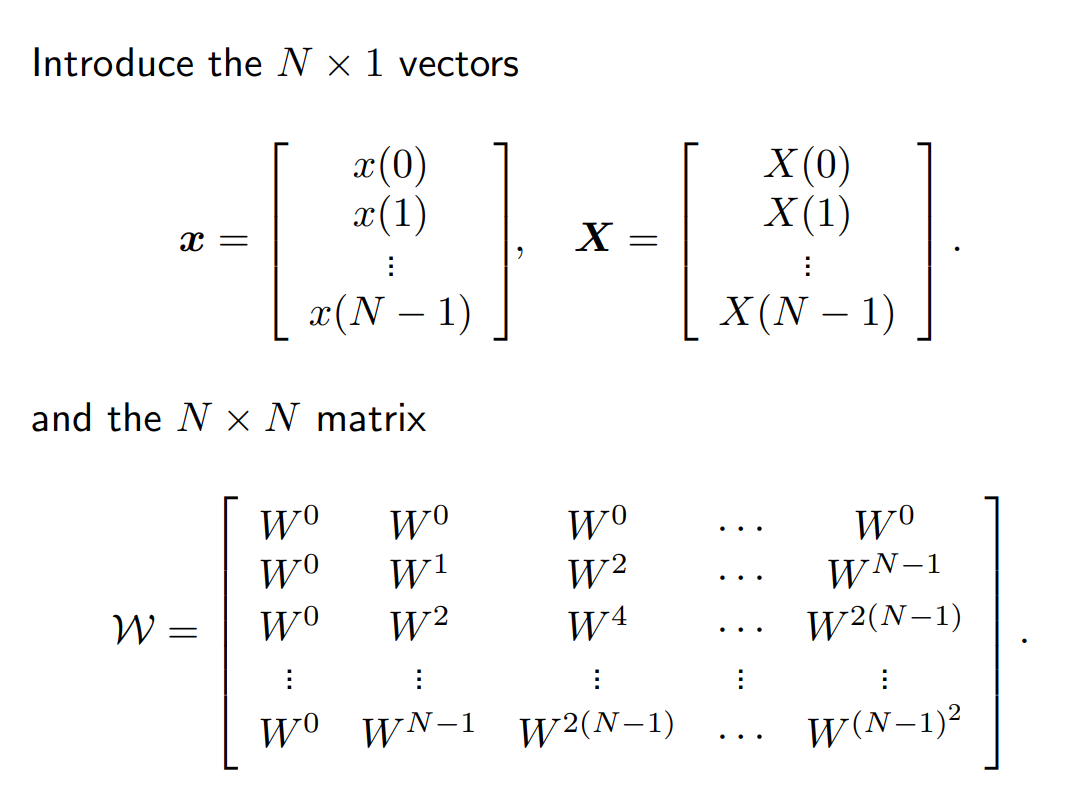 Introduce the N × 1 vectors
x = [ x(0) x(1) ⋮ x(N − 1) ], X = [ X(0) X(1) ⋮ X(N − 1) ].
and the N × N matrix
𝒲 = [
W^0 W^0 W^0 ⋯ W^0
W^0 W^1 W^2 ⋯ W^{N−1}
W^0 W^2 W^4 ⋯ W^{2(N−1)}
⋮ ⋮ ⋮ ⋮ ⋮
W^0 W^{N−1} W^{2(N−1)} ⋯ W^{(N−1)^2}
].